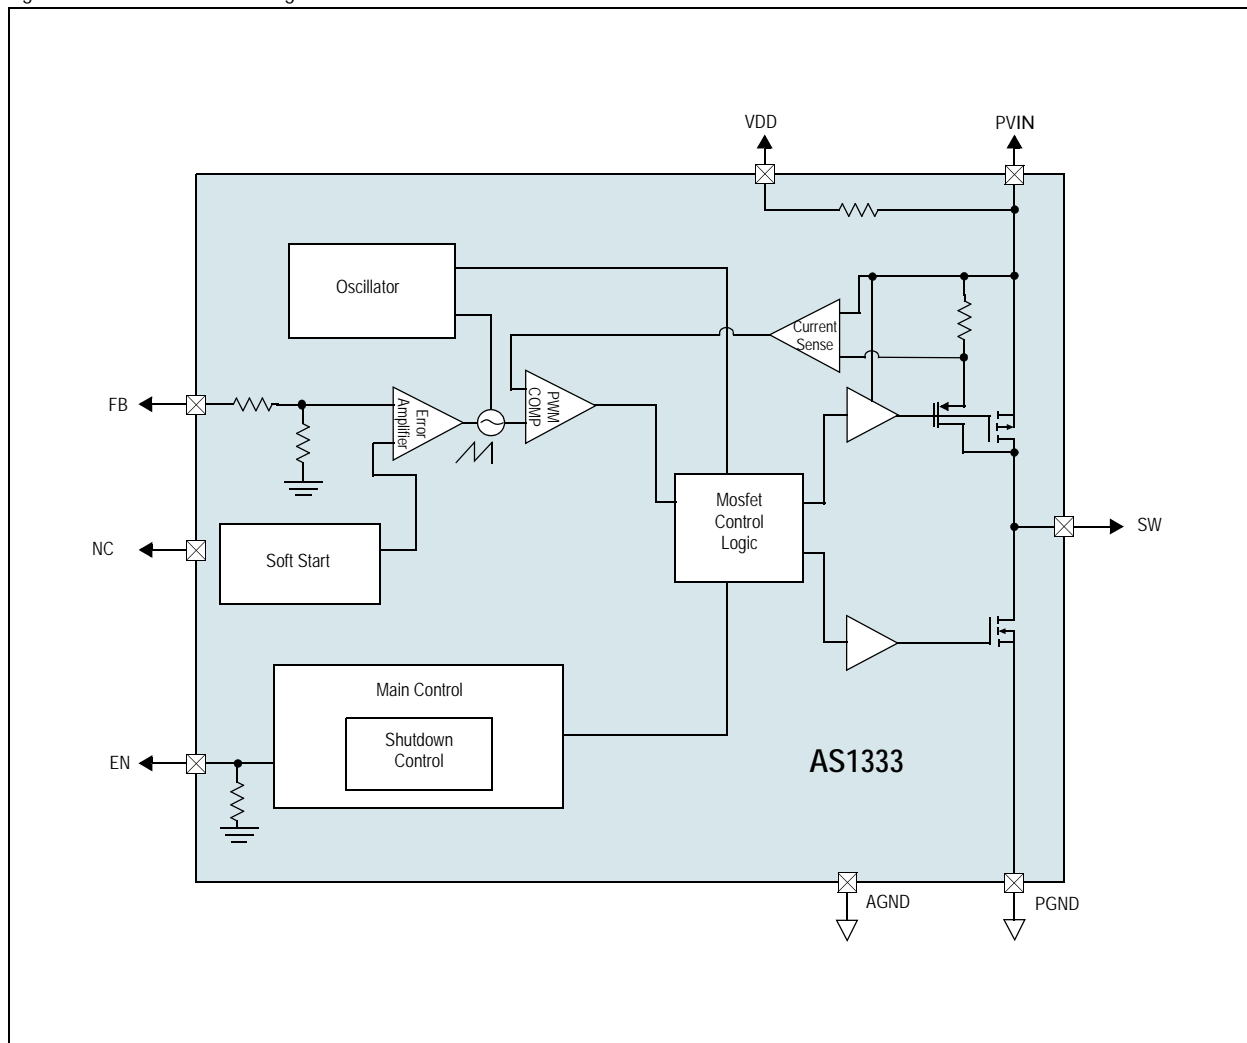 VDD
PVIN
Oscillator
Current
Sense
FB
Error
Amplifier
PWM
COMP
Mosfet
Control
Logic
SW
NC
Soft Start
Main Control
Shutdown
Control
EN
AS1333
AGND
PGND